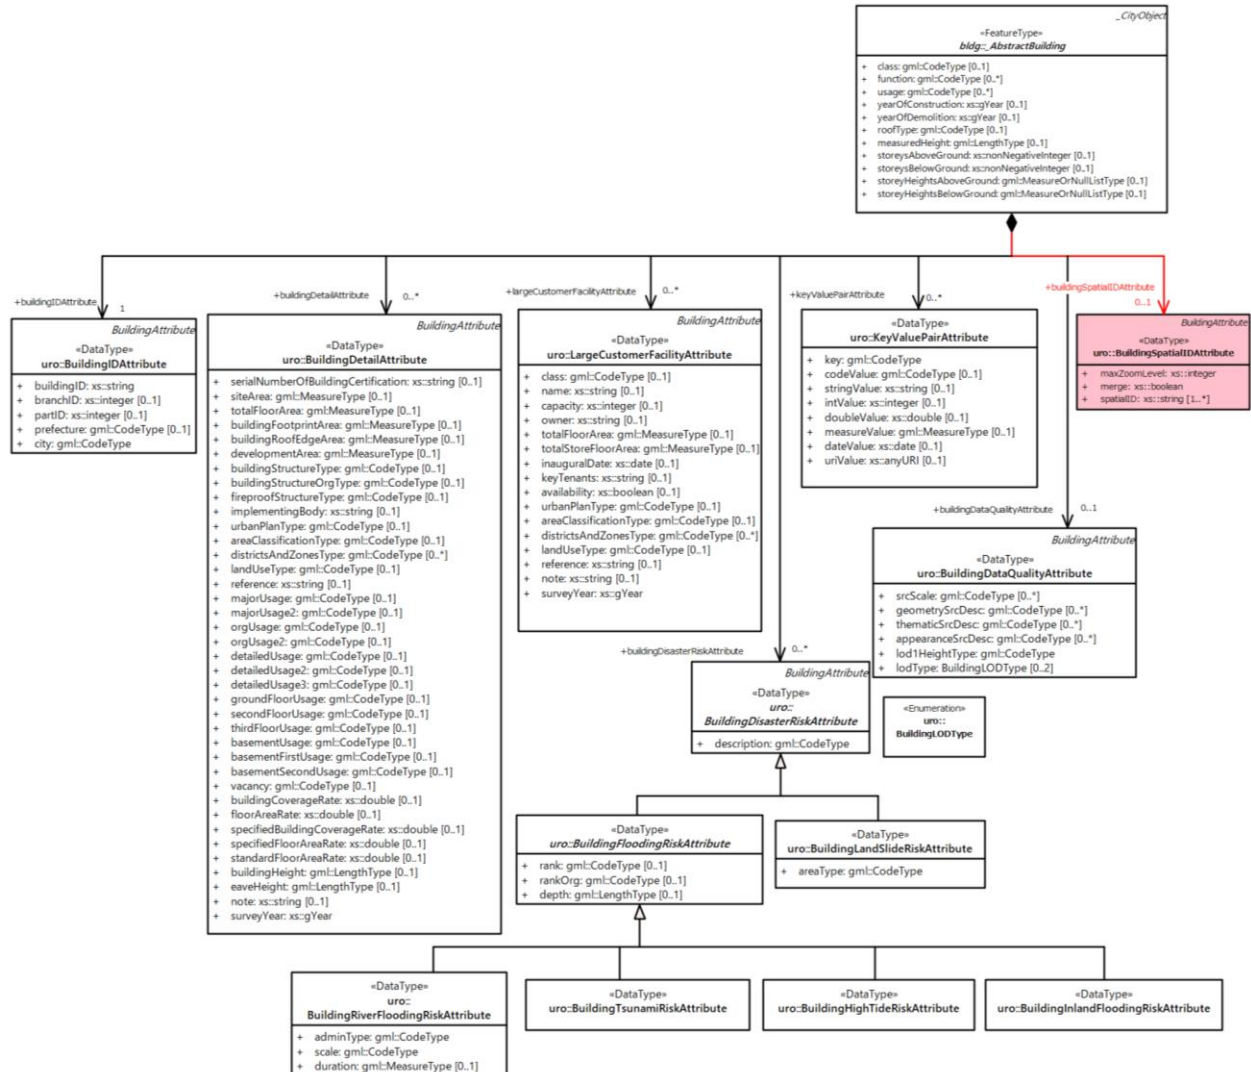 _CityObject
«FeatureType»
bldg::_AbstractBuilding
+ class: gml::CodeType [0..1]
+ function: gml::CodeType [0..*]
+ usage: gml::CodeType [0..*]
+ yearOfConstruction: xs::gYear [0..1]
+ yearOfDemolition: xs::gYear [0..1]
+ roofType: gml::CodeType [0..1]
+ measuredHeight: gml::LengthType [0..1]
+ storeysAboveGround: xs::nonNegativeInteger [0..1]
+ storeysBelowGround: xs::nonNegativeInteger [0..1]
+ storeyHeightsAboveGround: gml::MeasureOrNullListType [0..1]
+ storeyHeightsBelowGround: gml::MeasureOrNullListType [0..1]
+buildingIDAttribute
1
BuildingAttribute
«DataType»
uro::BuildingIDAttribute
+ buildingID: xs::string
+ branchID: xs::integer [0..1]
+ partID: xs::integer [0..1]
+ prefecture: gml::CodeType [0..1]
+ city: gml::CodeType
+buildingDetailAttribute
0..*
BuildingAttribute
«DataType»
uro::BuildingDetailAttribute
+ serialNumberOfBuildingCertification: xs::string [0..1]
+ siteArea: gml::MeasureType [0..1]
+ totalFloorArea: gml:MeasureType [0..1]
+ buildingFootprintArea: gml::MeasureType [0..1]
+ buildingRoofEdgeArea: gml::MeasureType [0..1]
+ developmentArea: gml::MeasureType [0..1]
+ buildingStructureType: gml::CodeType [0..1]
+ buildingStructureOrgType: gml::CodeType [0..1]
+ fireproofStructureType: gml::CodeType [0..1]
+ implementingBody: xs::string [0..1]
+ urbanPlanType: gml::CodeType [0..1]
+ areaClassificationType: gml::CodeType [0..1]
+ districtsAndZonesType: gml::CodeType [0..*]
+ landUseType: gml::CodeType [0..1]
+ reference: xs::string [0..1]
+ majorUsage: gml::CodeType [0..1]
+ majorUsage2: gml::CodeType [0..1]
+ orgUsage: gml::CodeType [0..1]
+ orgUsage2: gml::CodeType [0..1]
+ detailedUsage: gml::CodeType [0..1]
+ detailedUsage2: gml::CodeType [0..1]
+ detailedUsage3: gml::CodeType [0..1]
+ groundFloorUsage: gml::CodeType [0..1]
+ secondFloorUsage: gml::CodeType [0..1]
+ thirdFloorUsage: gml::CodeType [0..1]
+ basementUsage: gml::CodeType [0..1]
+ basementFirstUsage: gml::CodeType [0..1]
+ basementSecondUsage: gml::CodeType [0..1]
+ vacancy: gml::CodeType [0..1]
+ buildingCoverageRate: xs::double [0..1]
+ floorAreaRate: xs::double [0..1]
+ specifiedBuildingCoverageRate: xs::double [0..1]
+ specifiedFloorAreaRate: xs::double [0..1]
+ standardFloorAreaRate: xs::double [0..1]
+ buildingHeight: gml::LengthType [0..1]
+ eaveHeight: gml::LengthType [0..1]
+ note: xs::string [0..1]
+ surveyYear: xs::gYear
+largeCustomerFacilityAttribute
0..*
BuildingAttribute
«DataType»
uro::LargeCustomerFacilityAttribute
+ class: gml::CodeType [0..1]
+ name: xs::string [0..1]
+ capacity: xs::integer [0..1]
+ owner: xs::string [0..1]
+ totalFloorArea: gml::MeasureType [0..1]
+ totalStoreFloorArea: gml::MeasureType [0..1]
+ inauguralDate: xs::date [0..1]
+ keyTenants: xs::string [0..1]
+ availability: xs::boolean [0..1]
+ urbanPlanType: gml::CodeType [0..1]
+ areaClassificationType: gml::CodeType [0..1]
+ districtsAndZonesType: gml::CodeType [0..*]
+ landUseType: gml::CodeType [0..1]
+ reference: xs::string [0..1]
+ note: xs::string [0..1]
+ surveyYear: xs::gYear
+keyValuePairAttribute
0..*
«DataType»
uro::KeyValuePairAttribute
+ key: gml::CodeType
+ codeValue: gml::CodeType [0..1]
+ stringValue: xs::string [0..1]
+ intValue: xs::integer [0..1]
+ doubleValue: xs::double [0..1]
+ measureValue: gml::MeasureType [0..1]
+ dateValue: xs::date [0..1]
+ uriValue: xs::anyURI [0..1]
+buildingSpatialIDAttribute
0..1
BuildingAttribute
«DataType»
uro::BuildingSpatialIDAttribute
+ maxZoomLevel: xs::integer
+ merge: xs::boolean
+ spatialID: xs::string [1..*]
+buildingDataQualityAttribute
0..1
BuildingAttribute
«DataType»
uro::BuildingDataQualityAttribute
+ srcScale: gml::CodeType [0..*]
+ geometrySrcDesc: gml::CodeType [0..*]
+ thematicSrcDesc: gml::CodeType [0..*]
+ appearanceSrcDesc: gml::CodeType [0..*]
+ lod1HeightType: gml::CodeType
+ lodType: BuildingLODType [0..2]
+buildingDisasterRiskAttribute
0..*
BuildingAttribute
«DataType»
uro::
BuildingDisasterRiskAttribute
+ description: gml::CodeType
«Enumeration»
uro::
BuildingLODType
«DataType»
uro::BuildingFloodingRiskAttribute
+ rank: gml::CodeType [0..1]
+ rankOrg: gml::CodeType [0..1]
+ depth: gml::LengthType [0..1]
«DataType»
uro::BuildingLandSlideRiskAttribute
+ areaType: gml::CodeType
«DataType»
uro::
BuildingRiverFloodingRiskAttribute
+ adminType: gml::CodeType
+ scale: gml::CodeType
+ duration: gml::MeasureType [0..1]
«DataType»
uro::BuildingTsunamiRiskAttribute
«DataType»
uro::BuildingHighTideRiskAttribute
«DataType»
uro::BuildingInlandFloodingRiskAttribute